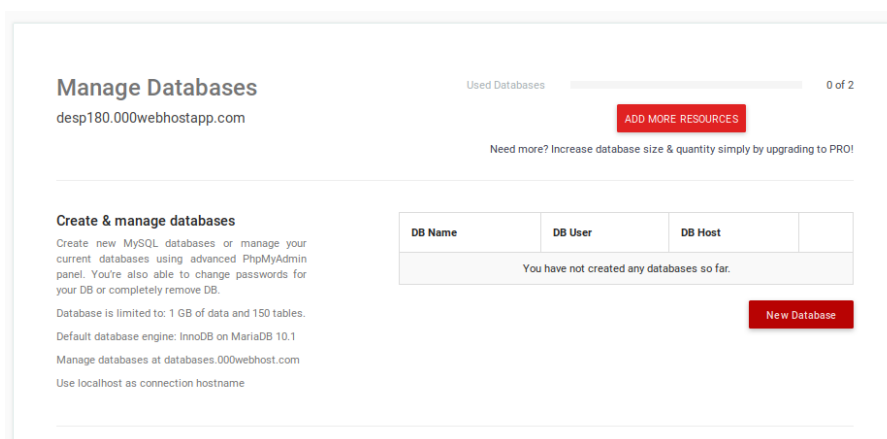 Manage Databases
desp180.000webhostapp.com
Used Databases 0 of 2
ADD MORE RESOURCES
Need more? Increase database size & quantity simply by upgrading to PRO!
Create & manage databases
Create new MySQL databases or manage your
current databases using advanced PhpMyAdmin
panel. You're also able to change passwords for
your DB or completely remove DB.
Database is limited to: 1 GB of data and 150 tables.
Default database engine: InnoDB on MariaDB 10.1
Manage databases at databases.000webhost.com
Use localhost as connection hostname
DB Name DB User DB Host
You have not created any databases so far.
New Database